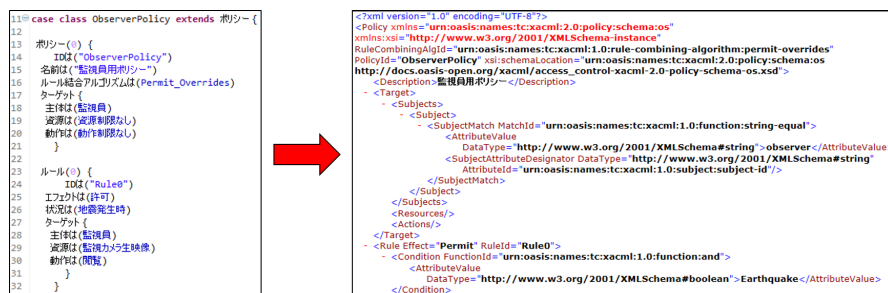 11 case class ObserverPolicy extends ポリシー {
12
13 ポリシー(0) {
14 IDは("ObserverPolicy")
15 名前は("監視員用ポリシー")
16 ルール結合アルゴリズムは(Permit_Overrides)
17 ターゲット {
18 主体は(監視員)
19 資源は(資源制限なし)
20 動作は(動作制限なし)
21 }
22
23 ルール(0) {
24 IDは("Rule0")
25 エフェクトは(許可)
26 状況は(地震発生時)
27 ターゲット {
28 主体は(監視員)
29 資源は(監視カメラ生映像)
30 動作は(閲覧)
31 }
32 }
<?xml version="1.0" encoding="UTF-8"?>
<Policy xmlns="urn:oasis:names:tc:xacml:2.0:policy:schema:os"
xmlns:xsi="http://www.w3.org/2001/XMLSchema-instance"
RuleCombiningAlgId="urn:oasis:names:tc:xacml:1.0:rule-combining-algorithm:permit-overrides"
PolicyId="ObserverPolicy" xsi:schemaLocation="urn:oasis:names:tc:xacml:2.0:policy:schema:os
http://docs.oasis-open.org/xacml/access_control-xacml-2.0-policy-schema-os.xsd">
<Description>監視員用ポリシー</Description>
- <Target>
- <Subjects>
- <Subject>
- <SubjectMatch MatchId="urn:oasis:names:tc:xacml:1.0:function:string-equal">
<AttributeValue
DataType="http://www.w3.org/2001/XMLSchema#string">observer</AttributeValue>
<SubjectAttributeDesignator DataType="http://www.w3.org/2001/XMLSchema#string"
AttributeId="urn:oasis:names:tc:xacml:1.0:subject:subject-id"/>
</SubjectMatch>
</Subject>
</Subjects>
<Resources/>
<Actions/>
</Target>
- <Rule Effect="Permit" RuleId="Rule0">
- <Condition FunctionId="urn:oasis:names:tc:xacml:1.0:function:and">
<AttributeValue
DataType="http://www.w3.org/2001/XMLSchema#boolean">Earthquake</AttributeValue>
</Condition>